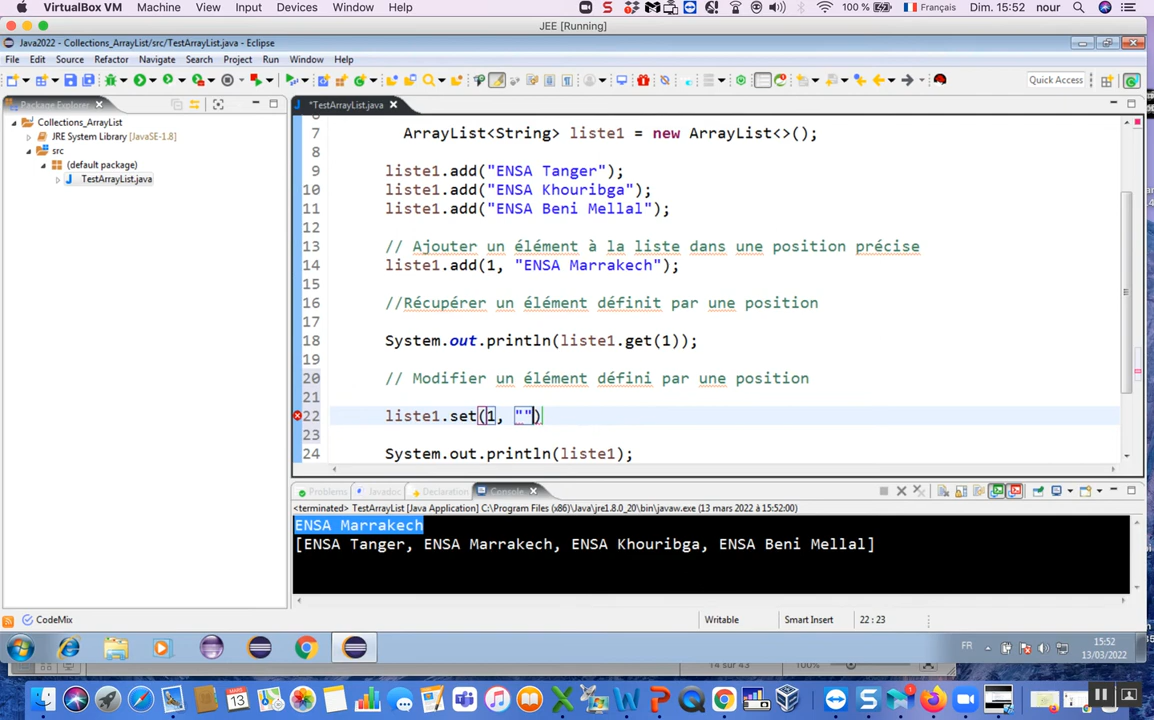 VirtualBox VM Machine View Input Devices Window Help 100 % Français Dim. 15:52 nour
JEE [Running]
Java2022 - Collections_ArrayList/src/TestArrayList.java - Eclipse
File Edit Source Refactor Navigate Search Project Run Window Help
Quick Access
Package Explorer
*TestArrayList.java
Collections_ArrayList
JRE System Library [JavaSE-1.8]
src
(default package)
TestArrayList.java
7 ArrayList<String> liste1 = new ArrayList<>();
8
9 liste1.add("ENSA Tanger");
10 liste1.add("ENSA Khouribga");
11 liste1.add("ENSA Beni Mellal");
12
13 // Ajouter un élément à la liste dans une position précise
14 liste1.add(1, "ENSA Marrakech");
15
16 //Récupérer un élément définit par une position
17
18 System.out.println(liste1.get(1));
19
20 // Modifier un élément défini par une position
21
22 liste1.set(1, "")
23
24 System.out.println(liste1);
Problems Javadoc Declaration Console
<terminated> TestArrayList [Java Application] C:\Program Files (x86)\Java\jre1.8.0_20\bin\javaw.exe (13 mars 2022 à 15:52:00)
ENSA Marrakech
[ENSA Tanger, ENSA Marrakech, ENSA Khouribga, ENSA Beni Mellal]
CodeMix
Writable Smart Insert 22 : 23
FR 15:52
13/03/2022
14 sur 43 100%